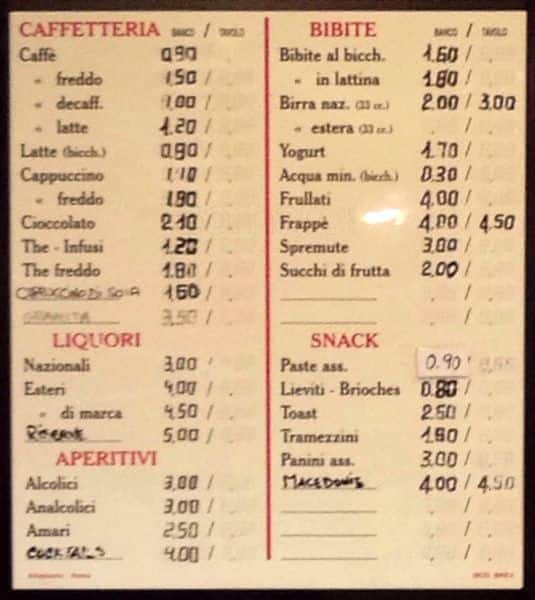 CAFFETTERIA BANCO / TAVOLO
Caffè 0,90 /
" freddo 1,50 /
" decaff. 1,00 /
" latte 1.20 /
Latte (bicch.) 0,90 /
Cappuccino 1,10 /
" freddo 1,80 /
Cioccolato 2.10 /
The - Infusi 1.20 /
The freddo 1.80 /
CAPPUCCINO DI SOIA 1,50 /
GRANITA 3,50 /
LIQUORI
Nazionali 3,00 /
Esteri 4,00 /
" di marca 4,50 /
RISERVE 5,00 /
APERITIVI
Alcolici 3,00 /
Analcolici 3,00 /
Amari 2,50 /
COCKTAILS 4.00 /
BIBITE BANCO / TAVOLO
Bibite al bicch. 1.60 /
" in lattina 1.80 /
Birra naz. (33 cc.) 2.00 / 3.00
" estera (33 cc.) /
Yogurt 1.70 /
Acqua min. (bicch.) 0.30 /
Frullati 4,00 /
Frappè 4,00 / 4,50
Spremute 3,00 /
Succhi di frutta 2,00 /
/
/
SNACK
Paste ass. 0.90 /
Lieviti - Brioches 0.80 /
Toast 2.50 /
Tramezzini /
Panini ass. 3,00 /
MACEDONIE 4,00 / 4,50